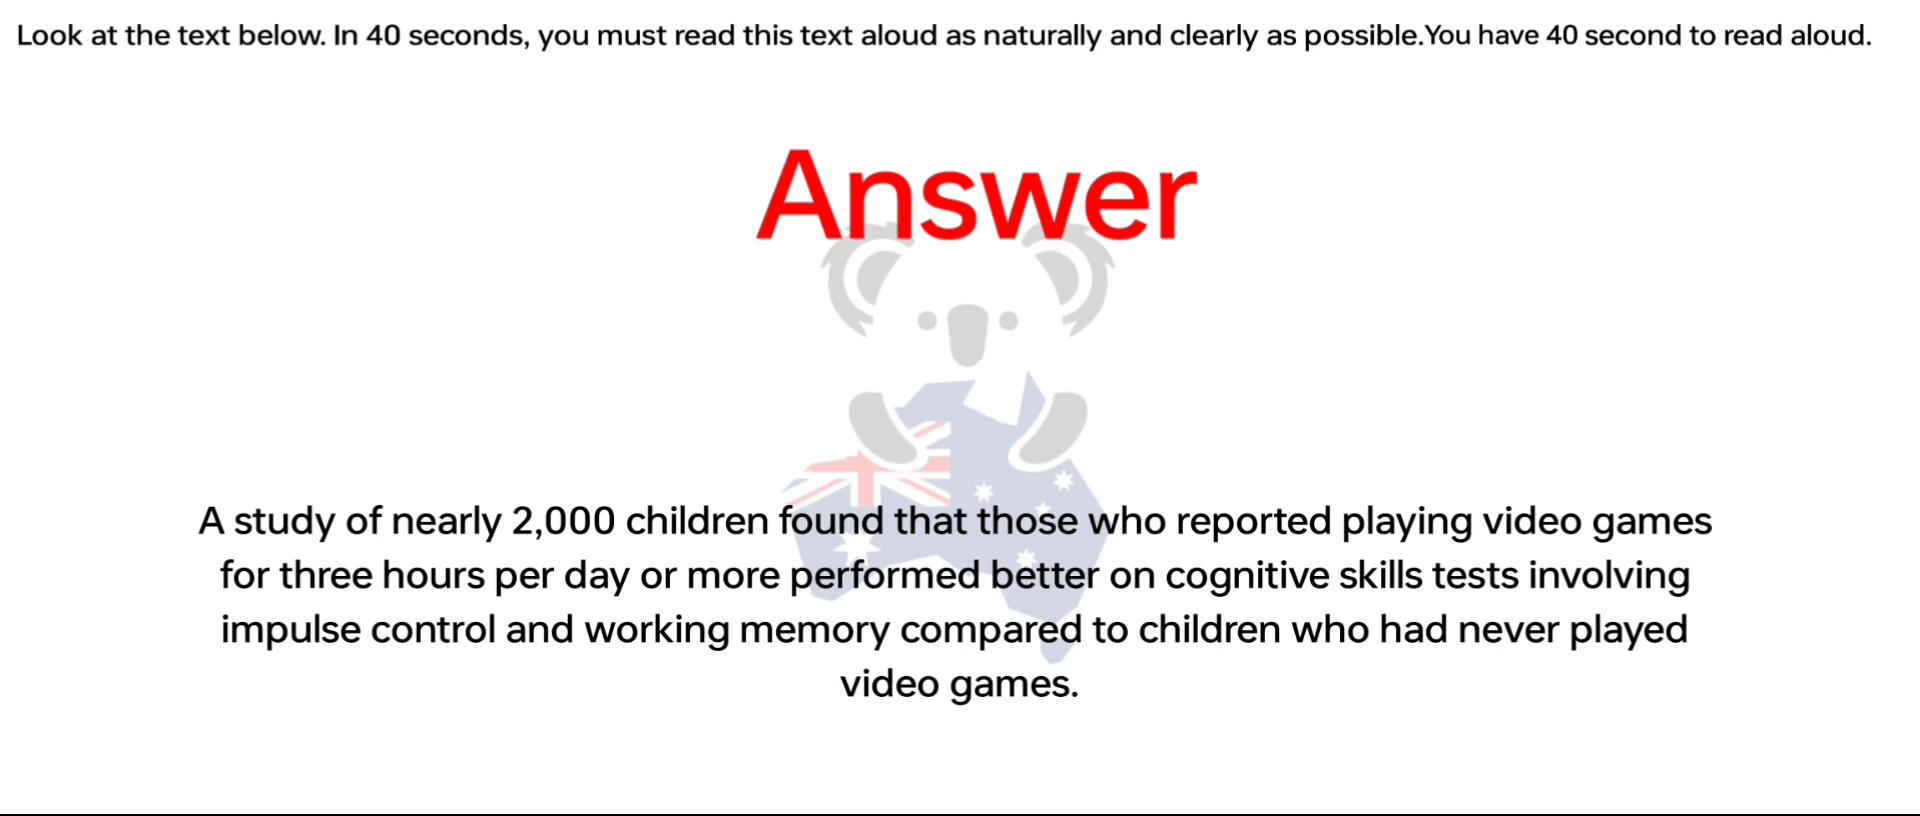 Look at the text below. In 40 seconds, you must read this text aloud as naturally and clearly as possible.You have 40 second to read aloud.
Answer
A study of nearly 2,000 children found that those who reported playing video games
for three hours per day or more performed better on cognitive skills tests involving
impulse control and working memory compared to children who had never played
video games.